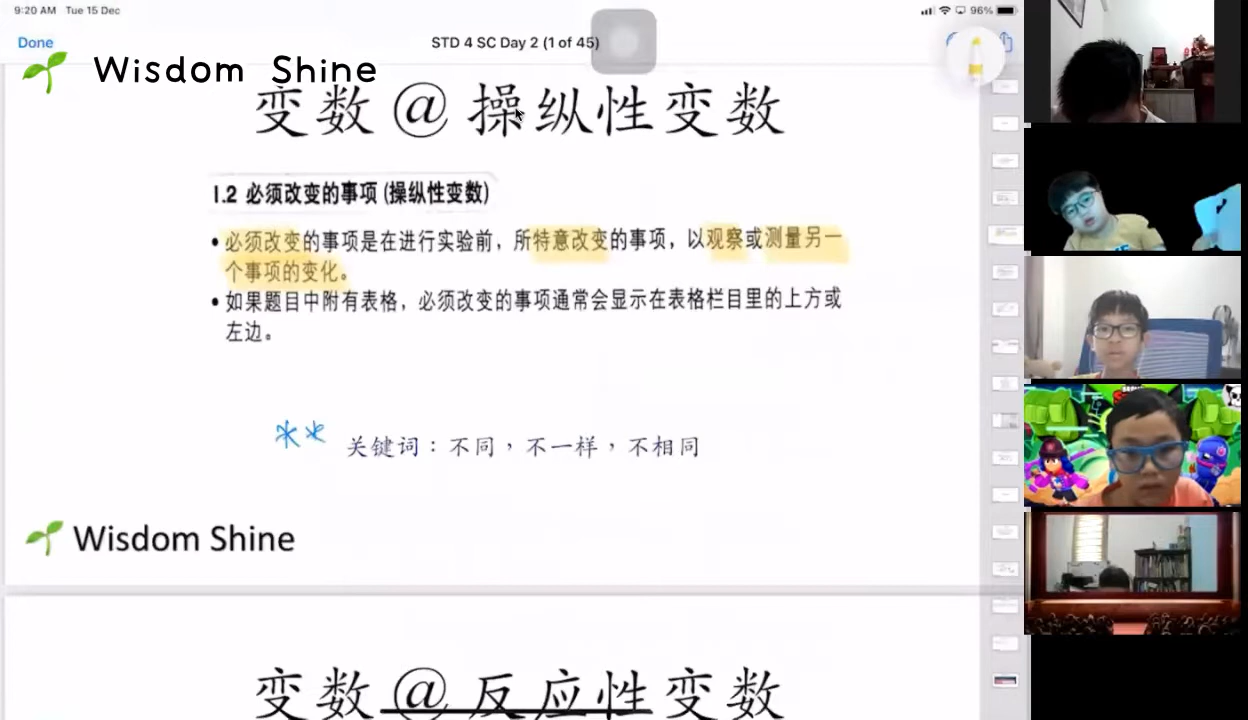 9:20 AM Tue 15 Dec
96%
Done
STD 4 SC Day 2 (1 of 45)
Wisdom Shine
变数 @ 操纵性变数
1.2 必须改变的事项 (操纵性变数)
• 必须改变的事项是在进行实验前，所特意改变的事项，以观察或测量另一
个事项的变化。
• 如果题目中附有表格，必须改变的事项通常会显示在表格栏目里的上方或
左边。
** 关键词：不同，不一样，不相同
Wisdom Shine
变数 @ 反应性变数